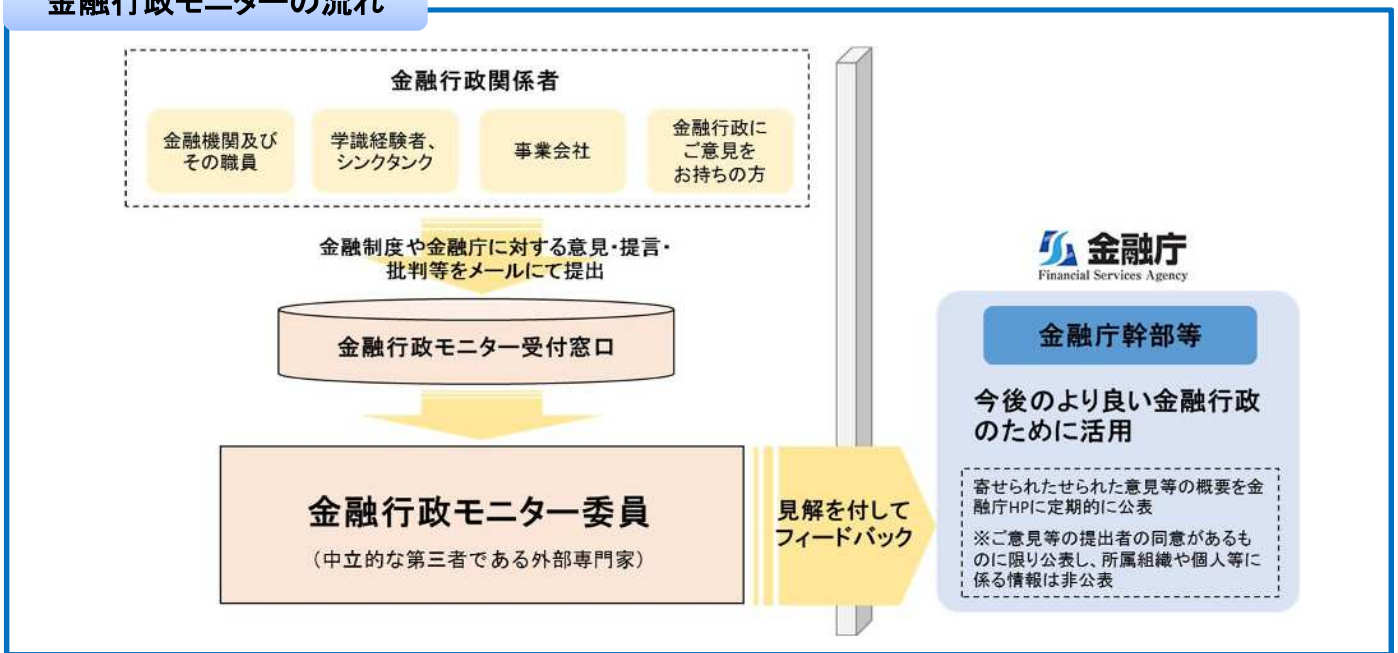 金融行政モニターの流れ
金融行政関係者
金融機関及び
その職員
学識経験者、
シンクタンク
事業会社
金融行政に
ご意見を
お持ちの方
金融制度や金融庁に対する意見・提言・
批判等をメールにて提出
金融行政モニター受付窓口
金融行政モニター委員
（中立的な第三者である外部専門家）
見解を付して
フィードバック
金融庁
Financial Services Agency
金融庁幹部等
今後のより良い金融行政
のために活用
寄せられたせられた意見等の概要を金
融庁HPに定期的に公表
※ご意見等の提出者の同意があるも
のに限り公表し、所属組織や個人等に
係る情報は非公表